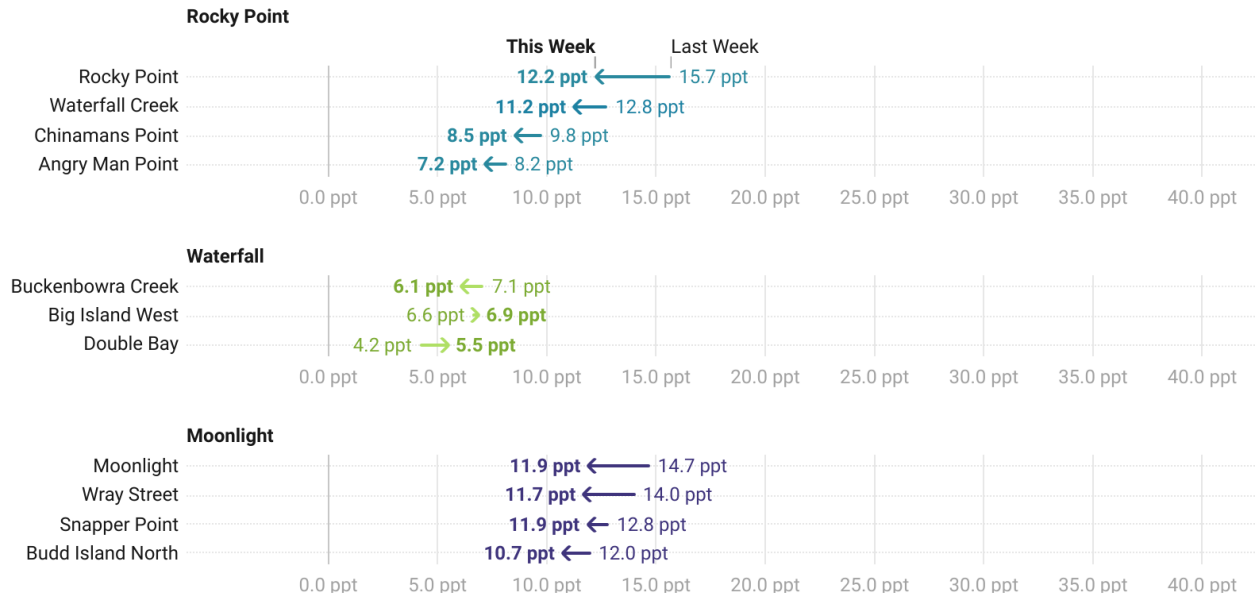 Rocky Point
This Week Last Week
Rocky Point 12.2 ppt 15.7 ppt
Waterfall Creek 11.2 ppt 12.8 ppt
Chinamans Point 8.5 ppt 9.8 ppt
Angry Man Point 7.2 ppt 8.2 ppt
0.0 ppt 5.0 ppt 10.0 ppt 15.0 ppt 20.0 ppt 25.0 ppt 30.0 ppt 35.0 ppt 40.0 ppt
Waterfall
Buckenbowra Creek 6.1 ppt 7.1 ppt
Big Island West 6.6 ppt 6.9 ppt
Double Bay 4.2 ppt 5.5 ppt
0.0 ppt 5.0 ppt 10.0 ppt 15.0 ppt 20.0 ppt 25.0 ppt 30.0 ppt 35.0 ppt 40.0 ppt
Moonlight
Moonlight 11.9 ppt 14.7 ppt
Wray Street 11.7 ppt 14.0 ppt
Snapper Point 11.9 ppt 12.8 ppt
Budd Island North 10.7 ppt 12.0 ppt
0.0 ppt 5.0 ppt 10.0 ppt 15.0 ppt 20.0 ppt 25.0 ppt 30.0 ppt 35.0 ppt 40.0 ppt